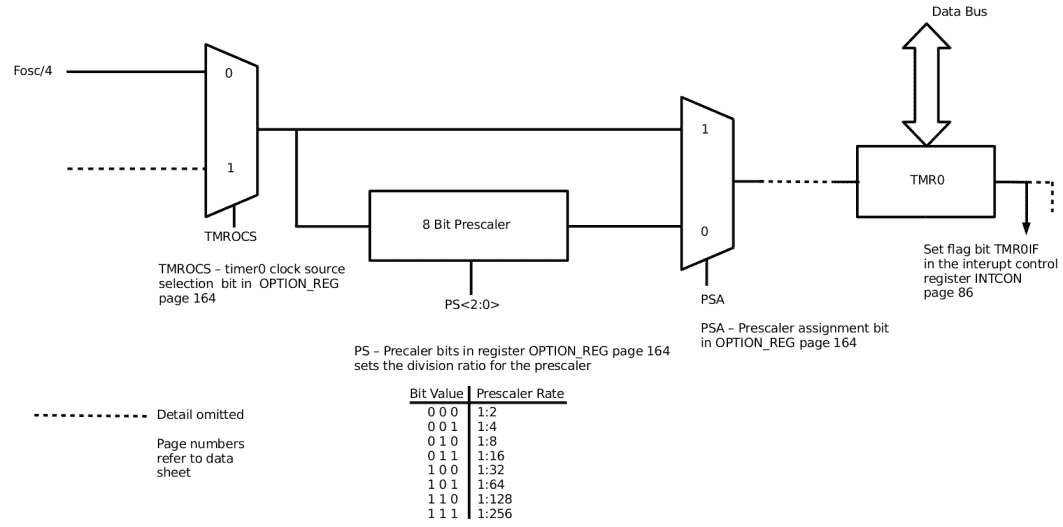 Data Bus
Fosc/4
0
1
1
0
TMR0
8 Bit Prescaler
TMROCS
TMROCS – timer0 clock source
selection bit in OPTION_REG
page 164
PS<2:0>
PSA
PSA – Prescaler assignment bit
in OPTION_REG page 164
Set flag bit TMR0IF
in the interupt control
register INTCON
page 86
PS – Precaler bits in register OPTION_REG page 164
sets the division ratio for the prescaler
Bit Value Prescaler Rate
0 0 0 1:2
0 0 1 1:4
0 1 0 1:8
0 1 1 1:16
1 0 0 1:32
1 0 1 1:64
1 1 0 1:128
1 1 1 1:256
Detail omitted
Page numbers
refer to data
sheet